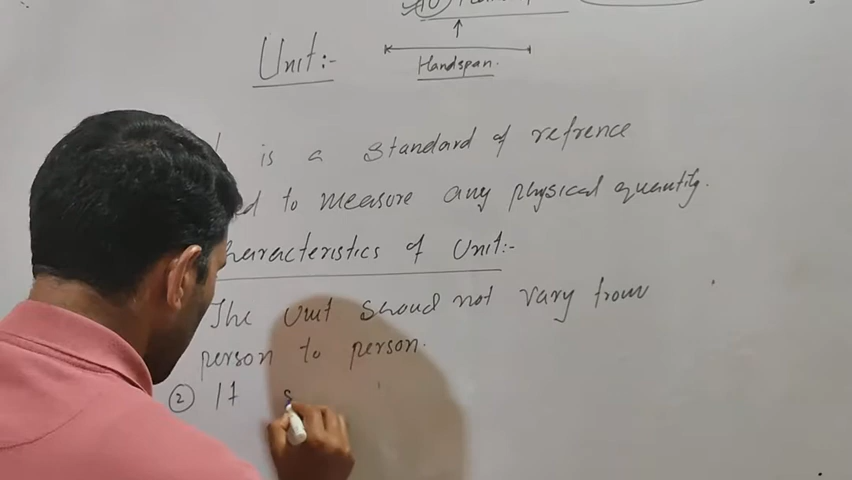 Unit:-
Handspan.
is a standard of refrence
to measure any physical quantity.
haracteristics of Unit:-
The Unit shoud not vary from
person to person.
② It s